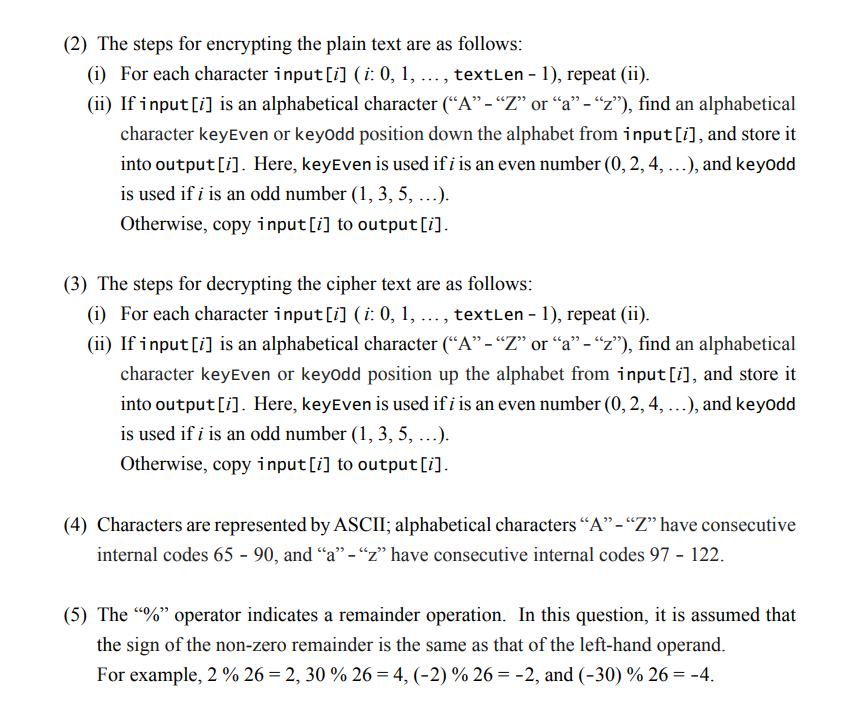 (2) The steps for encrypting the plain text are as follows:
(i) For each character input[i] (i: 0, 1, …, textLen – 1), repeat (ii).
(ii) If input[i] is an alphabetical character (“A” – “Z” or “a” – “z”), find an alphabetical
character keyEven or keyOdd position down the alphabet from input[i], and store it
into output[i]. Here, keyEven is used if i is an even number (0, 2, 4, …), and keyOdd
is used if i is an odd number (1, 3, 5, …).
Otherwise, copy input[i] to output[i].
(3) The steps for decrypting the cipher text are as follows:
(i) For each character input[i] (i: 0, 1, …, textLen – 1), repeat (ii).
(ii) If input[i] is an alphabetical character (“A” – “Z” or “a” – “z”), find an alphabetical
character keyEven or keyOdd position up the alphabet from input[i], and store it
into output[i]. Here, keyEven is used if i is an even number (0, 2, 4, …), and keyOdd
is used if i is an odd number (1, 3, 5, …).
Otherwise, copy input[i] to output[i].
(4) Characters are represented by ASCII; alphabetical characters “A” – “Z” have consecutive
internal codes 65 – 90, and “a” – “z” have consecutive internal codes 97 – 122.
(5) The “%” operator indicates a remainder operation. In this question, it is assumed that
the sign of the non-zero remainder is the same as that of the left-hand operand.
For example, 2 % 26 = 2, 30 % 26 = 4, (–2) % 26 = –2, and (–30) % 26 = –4.